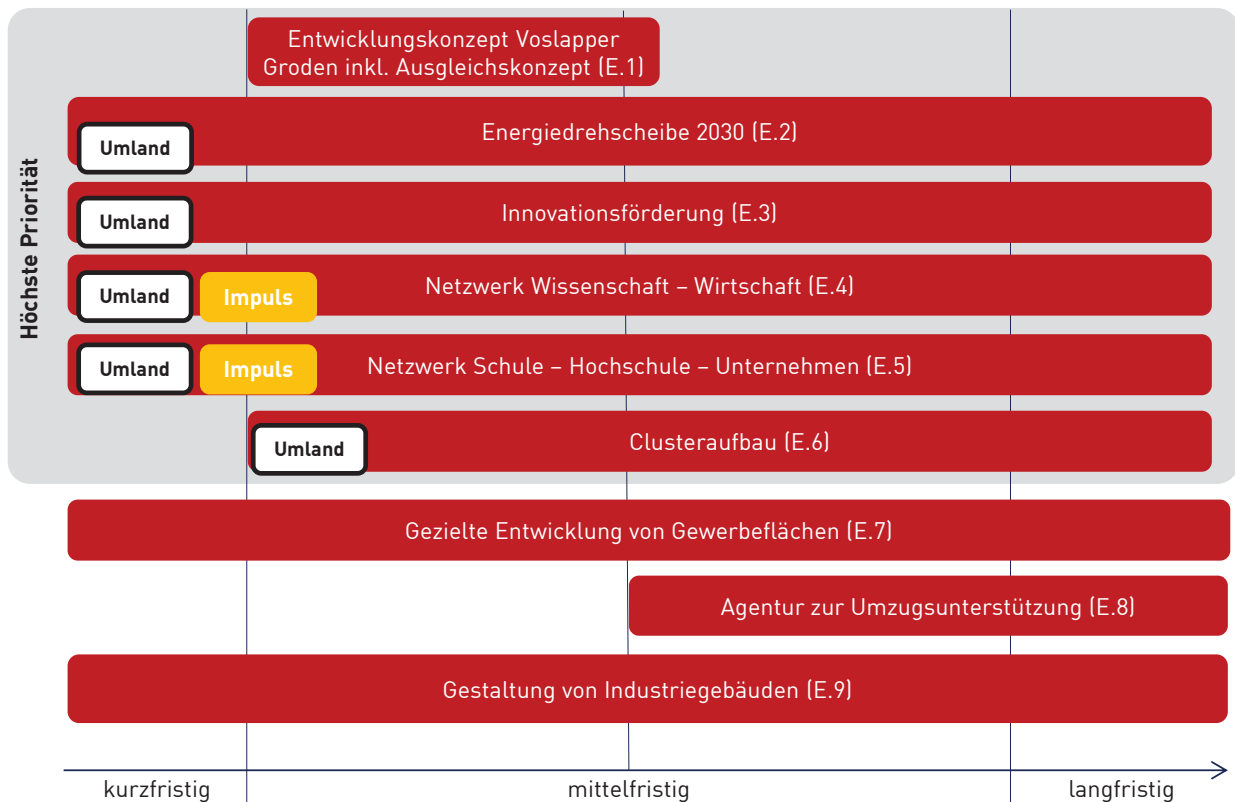 Höchste Priorität
Entwicklungskonzept Voslapper
Groden inkl. Ausgleichskonzept (E.1)
Energiedrehscheibe 2030 (E.2)
Umland
Innovationsförderung (E.3)
Umland
Netzwerk Wissenschaft – Wirtschaft (E.4)
Umland
Impuls
Netzwerk Schule – Hochschule – Unternehmen (E.5)
Umland
Impuls
Clusteraufbau (E.6)
Umland
Gezielte Entwicklung von Gewerbeflächen (E.7)
Agentur zur Umzugsunterstützung (E.8)
Gestaltung von Industriegebäuden (E.9)
kurzfristig
mittelfristig
langfristig